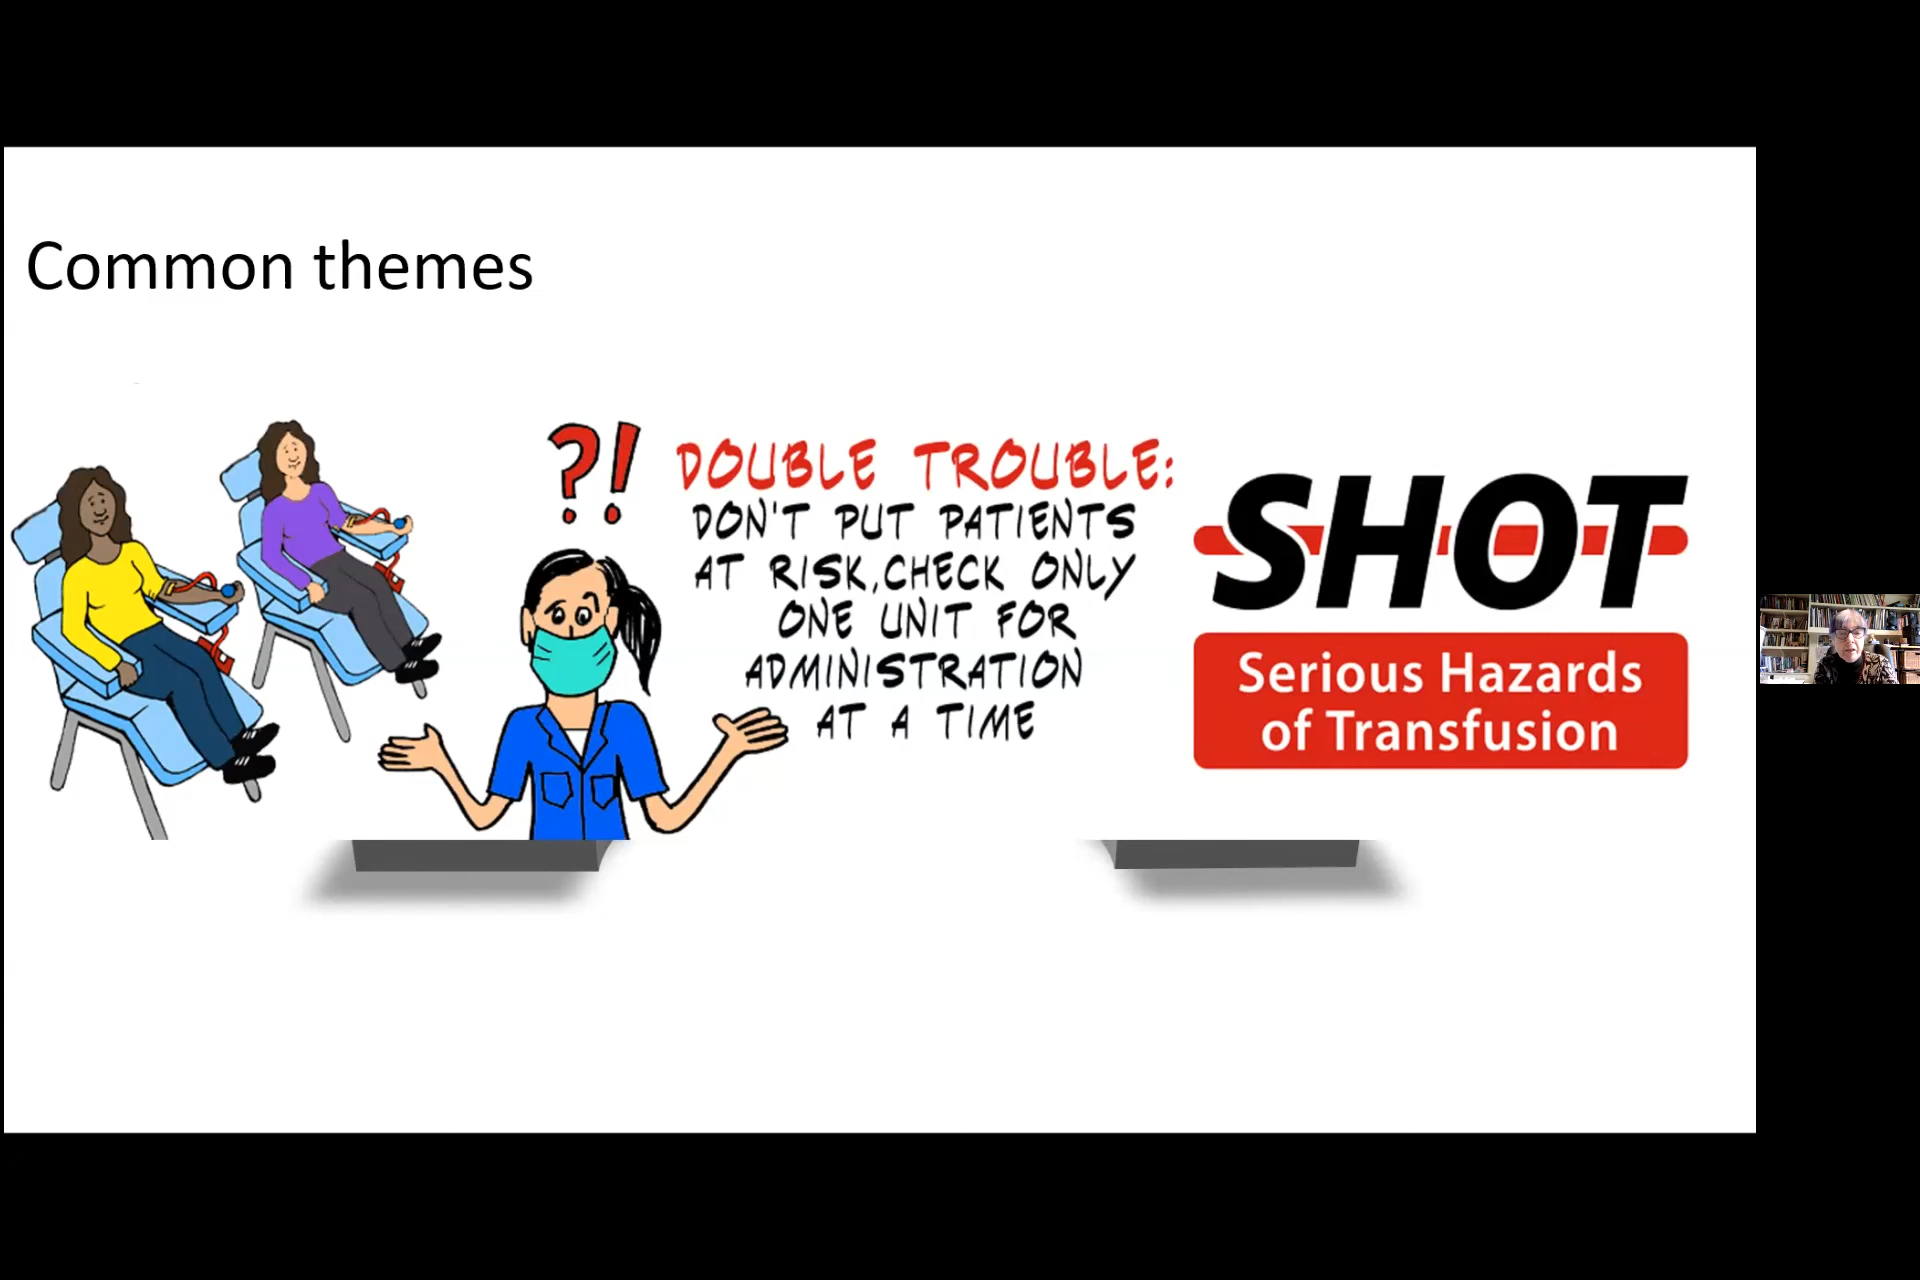 Common themes
?!
DOUBLE TROUBLE:
DON'T PUT PATIENTS
AT RISK,CHECK ONLY
ONE UNIT FOR
ADMINISTRATION
AT A TIME
SHOT
Serious Hazards
of Transfusion